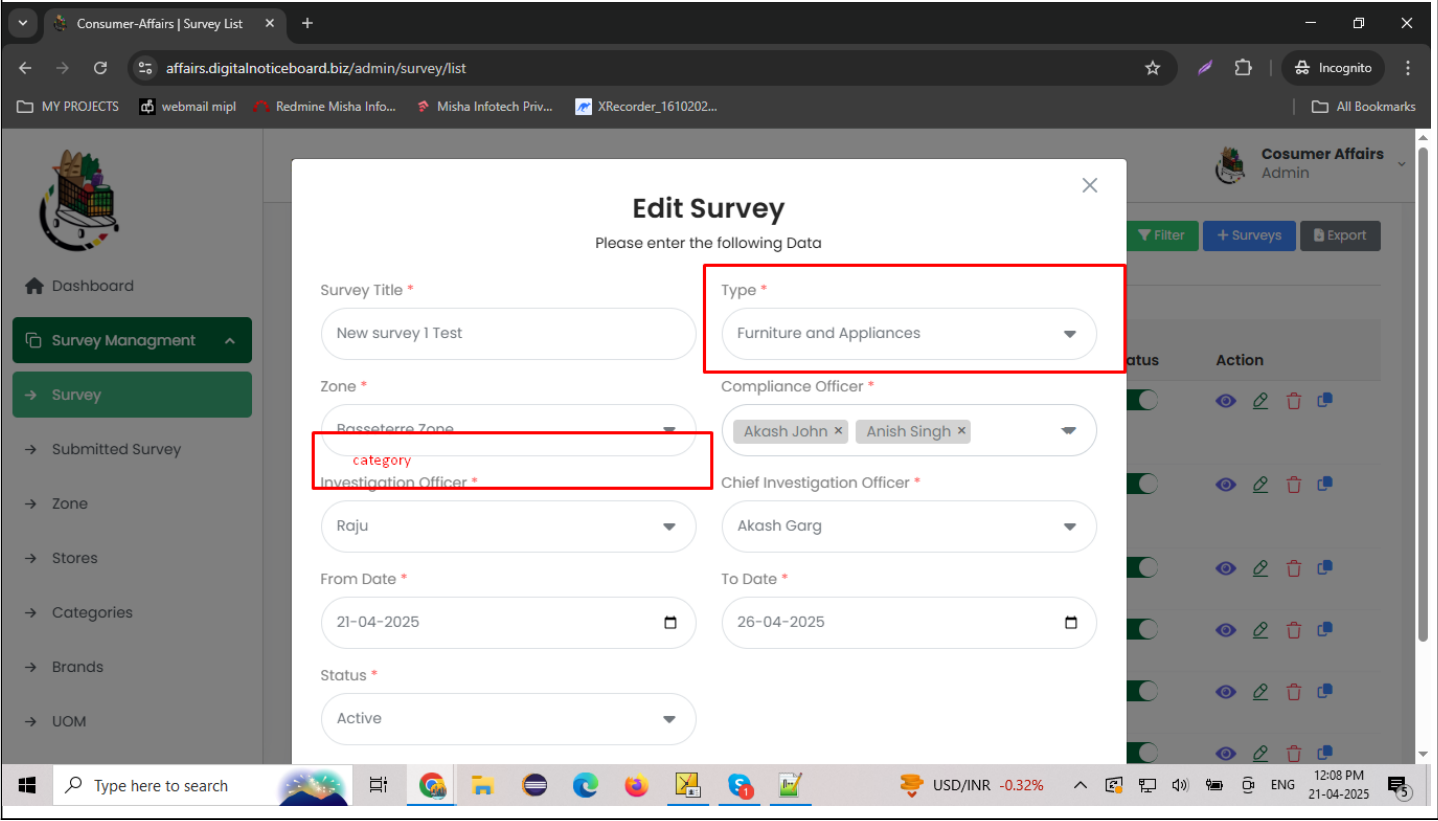 Consumer-Affairs | Survey List
affairs.digitalnoticeboard.biz/admin/survey/list
Incognito
MY PROJECTS
webmail mipl
Redmine Misha Info...
Misha Infotech Priv...
XRecorder_1610202...
All Bookmarks
Cosumer Affairs
Admin
Edit Survey
Please enter the following Data
Filter
+ Surveys
Export
Dashboard
Survey Managment
Survey
Submitted Survey
Zone
Stores
Categories
Brands
UOM
Survey Title *
Type *
New survey 1 Test
Furniture and Appliances
Zone *
Compliance Officer *
Basseterre Zone
Akash John ×
Anish Singh ×
category
Investigation Officer *
Chief Investigation Officer *
Raju
Akash Garg
From Date *
To Date *
21-04-2025
26-04-2025
Status *
Active
atus
Action
Type here to search
USD/INR -0.32%
ENG
12:08 PM
21-04-2025
1
5